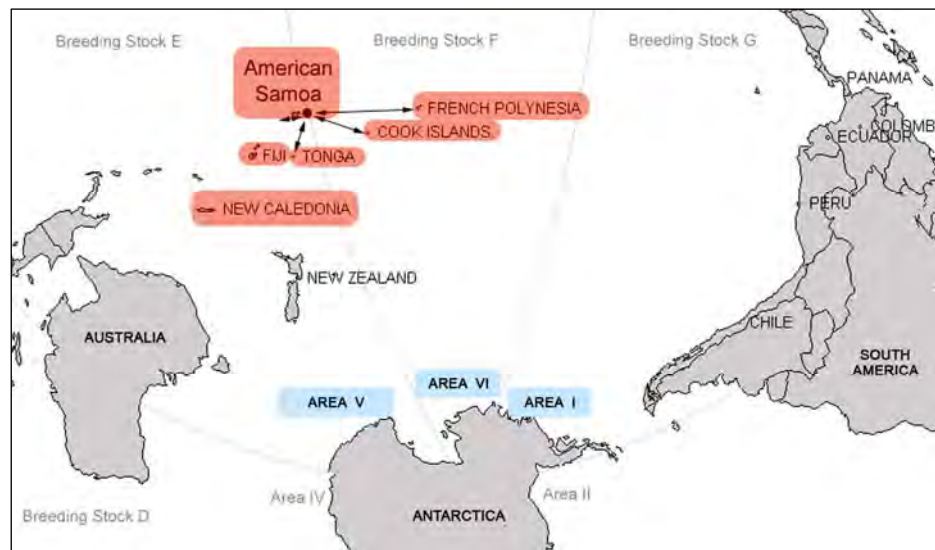 Breeding Stock E
Breeding Stock F
Breeding Stock G
American
Samoa
PANAMA
FRENCH POLYNESIA
COLOMB
COOK ISLANDS
ECUADOR
FIJI
TONGA
NEW CALEDONIA
PERU
NEW ZEALAND
AUSTRALIA
CHILE
SOUTH
AMERICA
AREA VI
AREA V
AREA I
Area IV
Area II
Breeding Stock D
ANTARCTICA